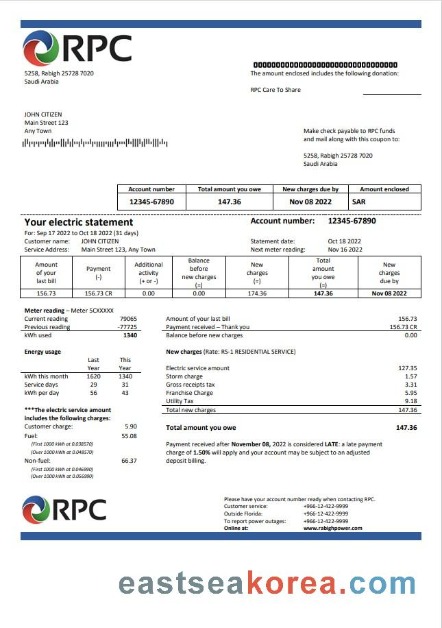 RPC
5258, Rabigh 25728 7020
Saudi Arabia
The amount enclosed includes the following donation:
RPC Care To Share
JOHN CITIZEN
Main Street 123
Any Town
Make check payable to RPC funds
and mail along with this coupon to:
5258, Rabigh 25728 7020
Saudi Arabia
Account number Total amount you owe New charges due by Amount enclosed
12345-67890 147.36 Nov 08 2022 SAR
Your electric statement Account number: 12345-67890
For: Sep 17 2022 to Oct 18 2022 (31 days)
Customer name: JOHN CITIZEN Statement date: Oct 18 2022
Service Address: Main Street 123, Any Town Next meter reading: Nov 16 2022
Amount of your last bill Payment (-) Additional activity (+ or -) Balance before new charges (=) New charges (=) Total amount you owe (=) New charges due by
156.73 156.73 CR 0.00 0.00 174.36 147.36 Nov 08 2022
Meter reading – Meter 5CXXXXX
Current reading 79065
Previous reading -77725
kWh used 1340
Energy usage
Last Year This Year
kWh this month 1620 1340
Service days 29 31
kWh per day 56 43
***The electric service amount
includes the following charges:
Customer charge: 5.90
Fuel: 55.08
(First 1000 kWh at
(Over 1000 kWh at
Non-fuel: 66.37
(First 1000 kWh at
(Over 1000 kWh at
Amount of your last bill 156.73
Payment received – Thank you 156.73 CR
Balance before new charges 0.00
New charges (Rate: RS-1 RESIDENTIAL SERVICE)
Electric service amount 127.35
Storm charge 1.57
Gross receipts tax 3.31
Franchise Charge 5.95
Utility Tax 9.18
Total new charges 147.36
Total amount you owe 147.36
Payment received after November 08, 2022 is considered LATE: a late payment
charge of 1.50% will apply and your account may be subject to an adjusted
deposit billing.
RPC
Please have your account number ready when contacting RPC.
Customer service: +966-12-422-9999
Outside Florida: +966-12-422-9999
To report power outages: +966-12-422-9999
Online at: www.rabighpower.com
eastseakorea.com